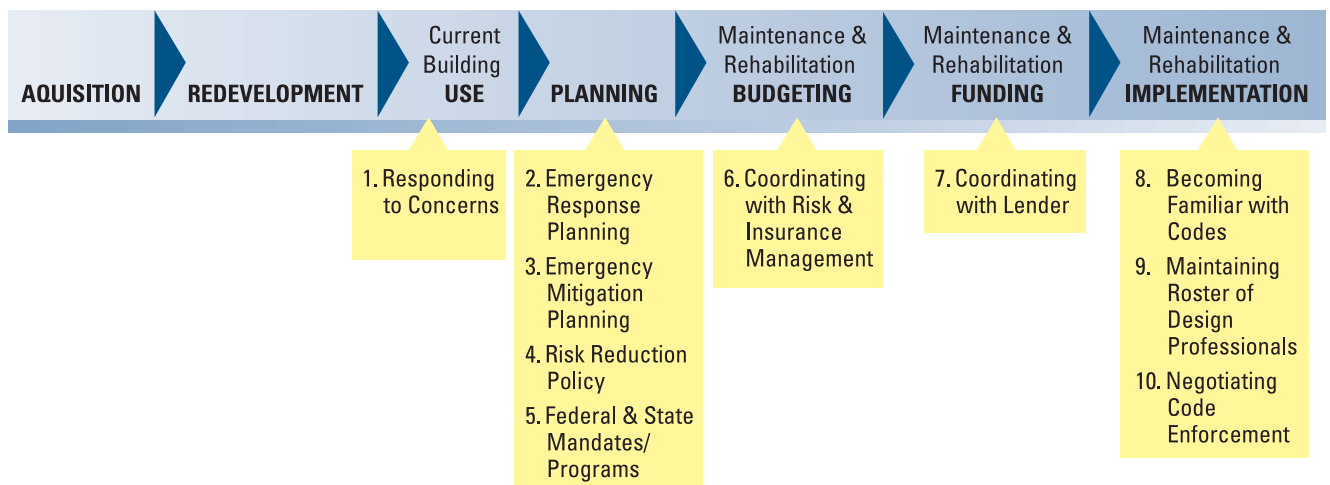 AQUISITION
REDEVELOPMENT
Current
Building
USE
PLANNING
Maintenance &
Rehabilitation
BUDGETING
Maintenance &
Rehabilitation
FUNDING
Maintenance &
Rehabilitation
IMPLEMENTATION
1. Responding
to Concerns
2. Emergency
Response
Planning
3. Emergency
Mitigation
Planning
4. Risk Reduction
Policy
5. Federal & State
Mandates/
Programs
6. Coordinating
with Risk &
Insurance
Management
7. Coordinating
with Lender
8. Becoming
Familiar with
Codes
9. Maintaining
Roster of
Design
Professionals
10. Negotiating
Code
Enforcement